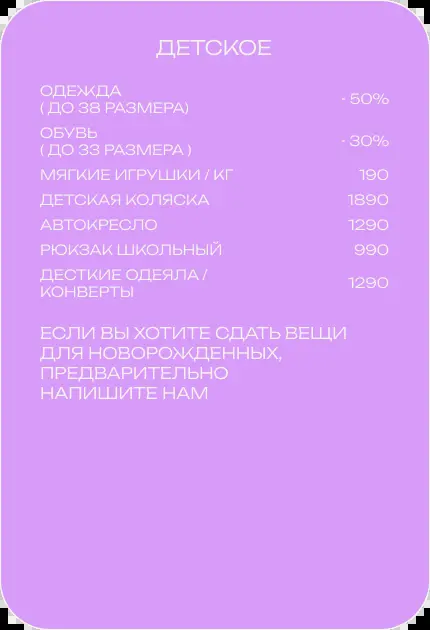 ДЕТСКОЕ
ОДЕЖДА
( ДО 38 РАЗМЕРА)
- 50%
ОБУВЬ
( ДО 33 РАЗМЕРА )
- 30%
МЯГКИЕ ИГРУШКИ / КГ 190
ДЕТСКАЯ КОЛЯСКА 1890
АВТОКРЕСЛО 1290
РЮКЗАК ШКОЛЬНЫЙ 990
ДЕСТКИЕ ОДЕЯЛА /
КОНВЕРТЫ
1290
ЕСЛИ ВЫ ХОТИТЕ СДАТЬ ВЕЩИ
ДЛЯ НОВОРОЖДЕННЫХ,
ПРЕДВАРИТЕЛЬНО
НАПИШИТЕ НАМ